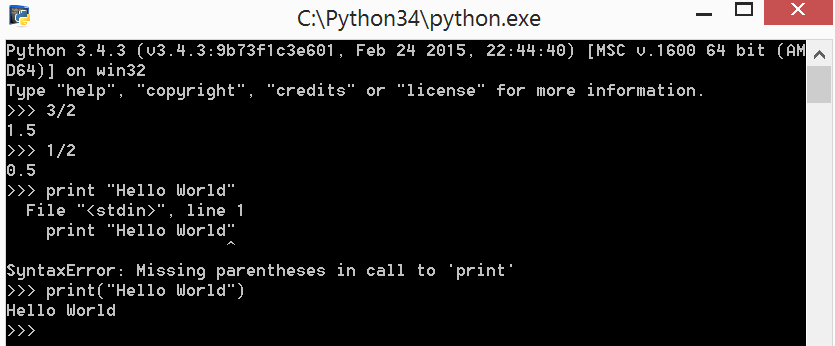 C:\Python34\python.exe
Python 3.4.3 (v3.4.3:9b73f1c3e601, Feb 24 2015, 22:44:40) [MSC v.1600 64 bit (AM
D64)] on win32
Type "help", "copyright", "credits" or "license" for more information.
>>> 3/2
1.5
>>> 1/2
0.5
>>> print "Hello World"
  File "<stdin>", line 1
    print "Hello World"
                      ^
SyntaxError: Missing parentheses in call to 'print'
>>> print("Hello World")
Hello World
>>>